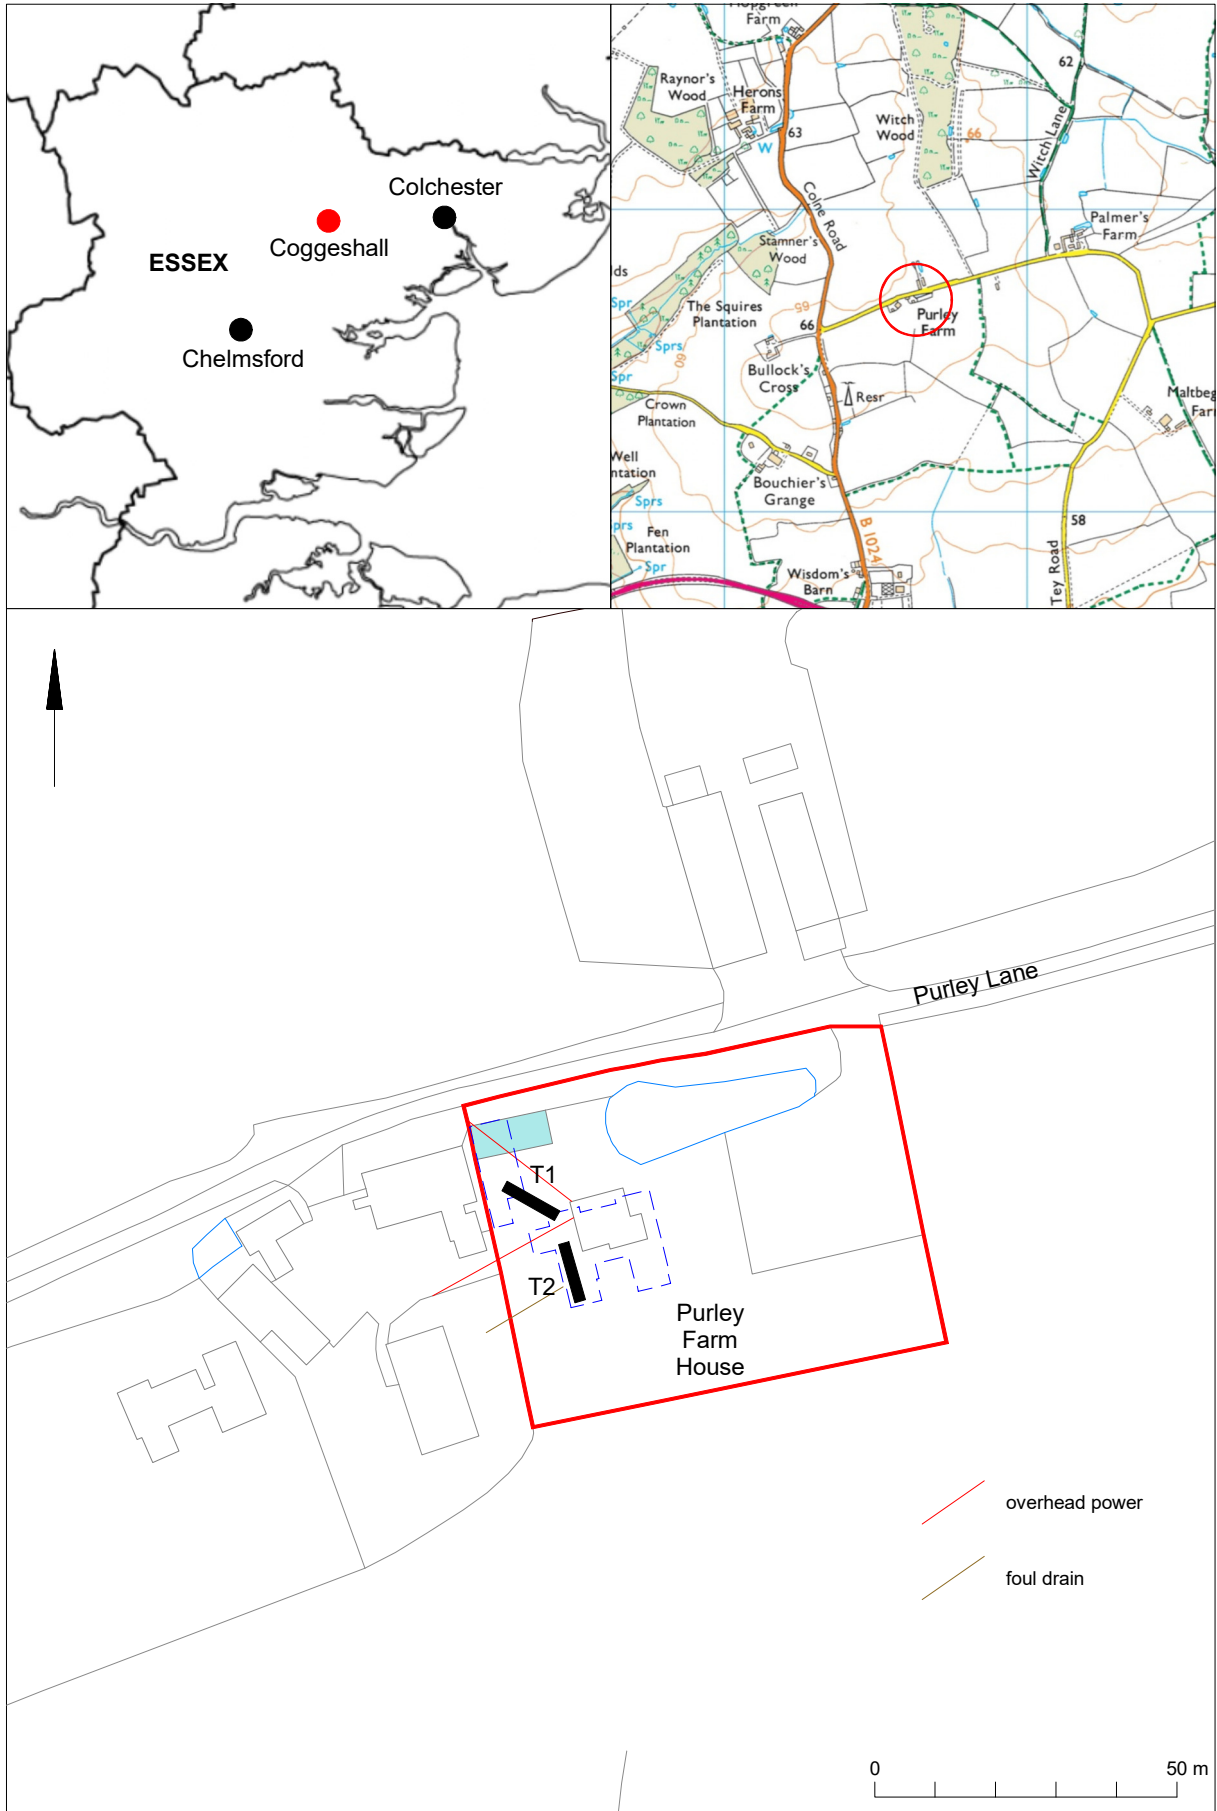 Colchester
Coggeshall
ESSEX
Chelmsford
Farm
62
Raynor's
Wood
Herons
Farm
63
W
Witch
Wood
99
Witch Lane
Colne Road
Palmer's
Farm
Stamner's
Wood
lds
Spr
The Squires
Plantation
65
66
Purley
Farm
Sprs
60
Bullock's
Cross
Spr
Resr
Crown
Plantation
Maltbeg
Farm
Well
ntation
Bouchier's
Grange
Sprs
prs
Fen
Plantation
Spr
B 1024
58
Tey Road
Wisdom's
Barn
Purley Lane
T1
T2
Purley
Farm
House
overhead power
foul drain
0
50 m